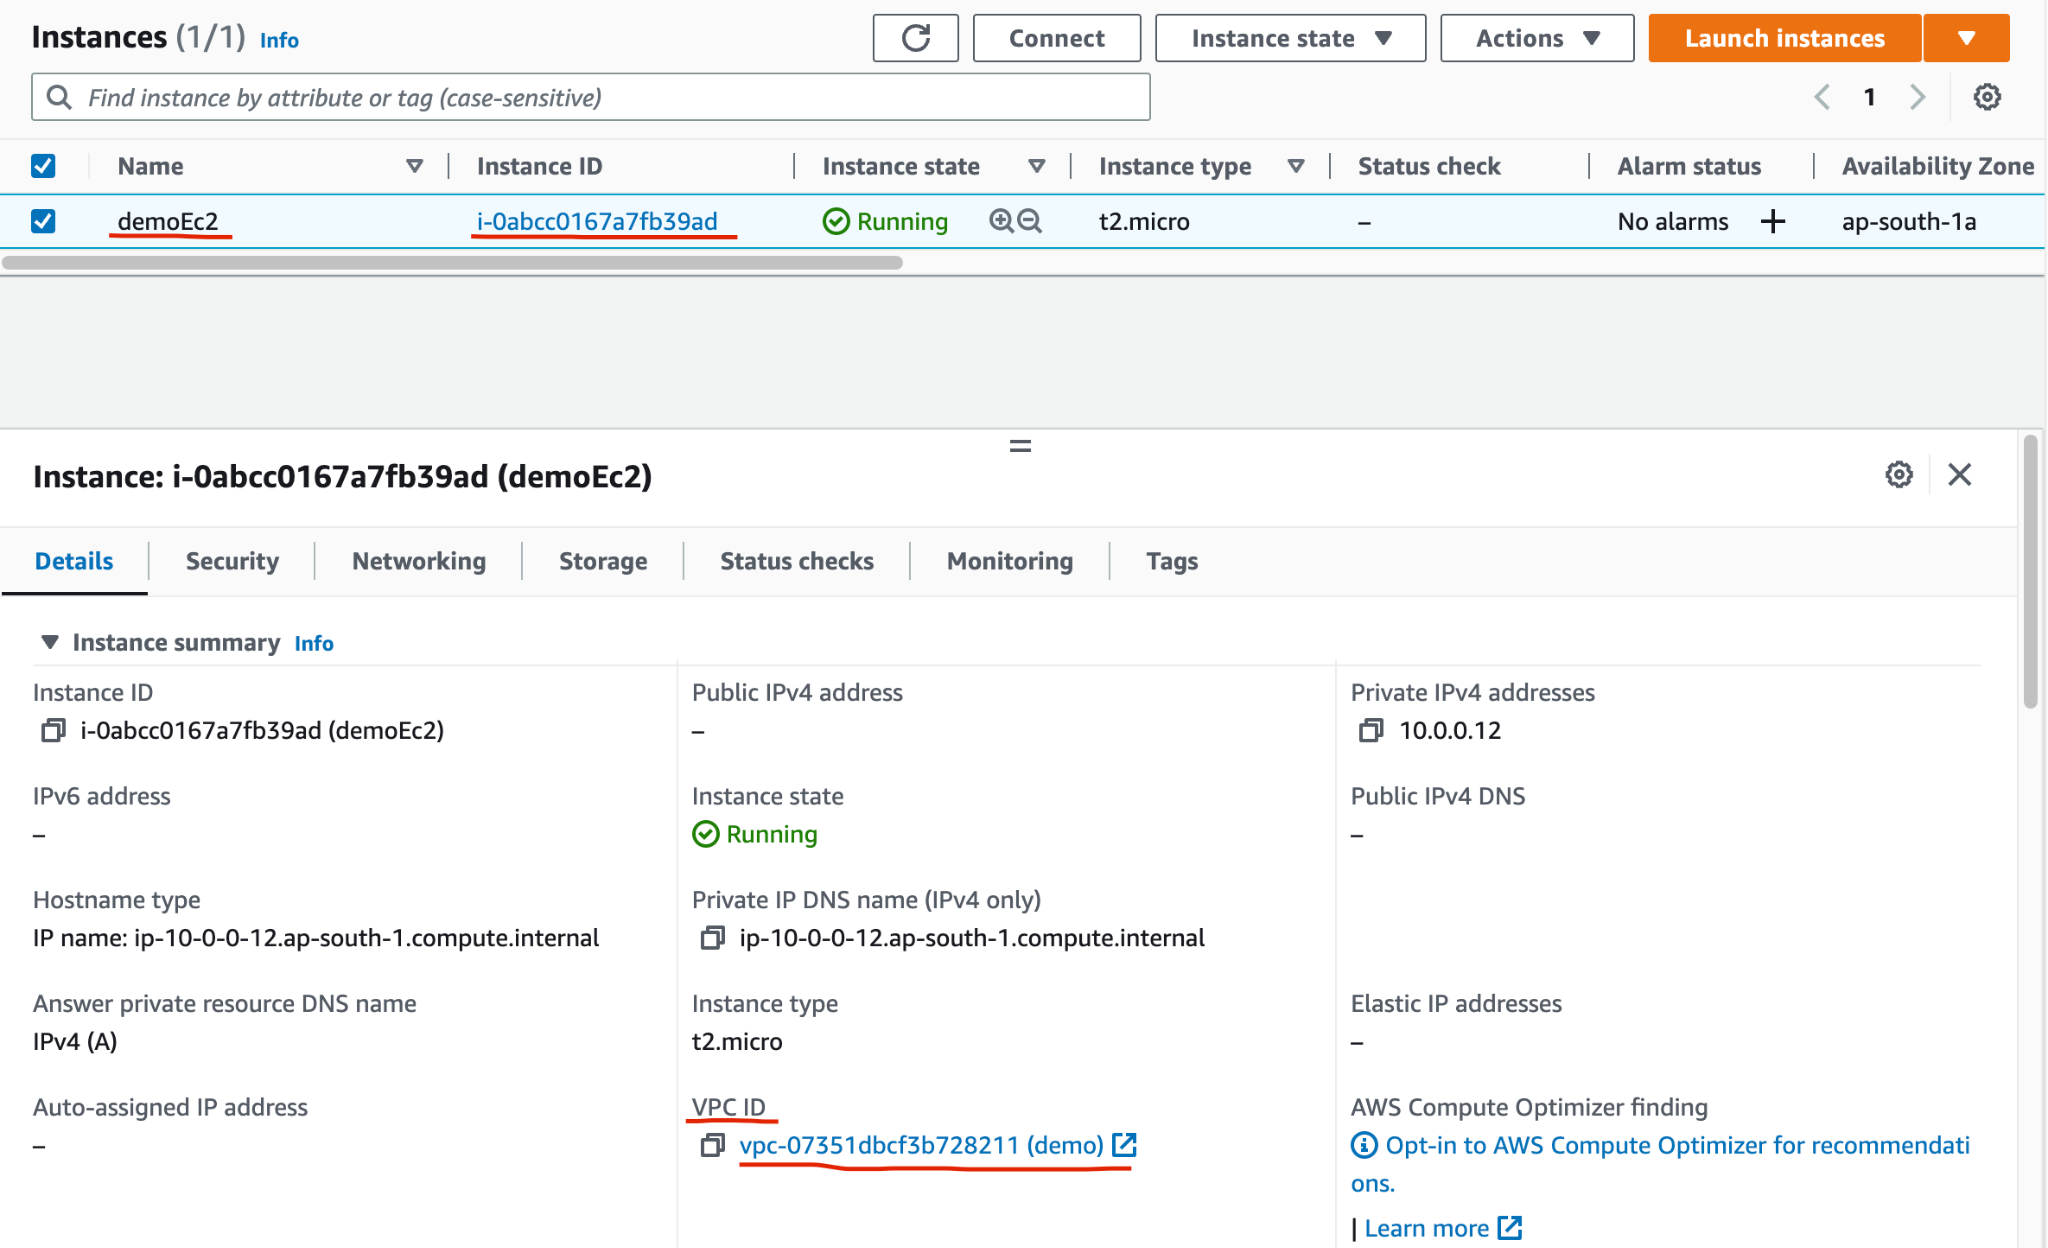 Instances (1/1) Info
Connect
Instance state
Actions
Launch instances
Find instance by attribute or tag (case-sensitive)
1
Name Instance ID Instance state Instance type Status check Alarm status Availability Zone
demoEc2 i-0abcc0167a7fb39ad Running t2.micro – No alarms + ap-south-1a
Instance: i-0abcc0167a7fb39ad (demoEc2)
Details Security Networking Storage Status checks Monitoring Tags
Instance summary Info
Instance ID
i-0abcc0167a7fb39ad (demoEc2)
Public IPv4 address
–
Private IPv4 addresses
10.0.0.12
IPv6 address
–
Instance state
Running
Public IPv4 DNS
–
Hostname type
IP name: ip-10-0-0-12.ap-south-1.compute.internal
Private IP DNS name (IPv4 only)
ip-10-0-0-12.ap-south-1.compute.internal
Answer private resource DNS name
IPv4 (A)
Instance type
t2.micro
Elastic IP addresses
–
Auto-assigned IP address
–
VPC ID
vpc-07351dbcf3b728211 (demo)
AWS Compute Optimizer finding
Opt-in to AWS Compute Optimizer for recommendati
ons.
| Learn more